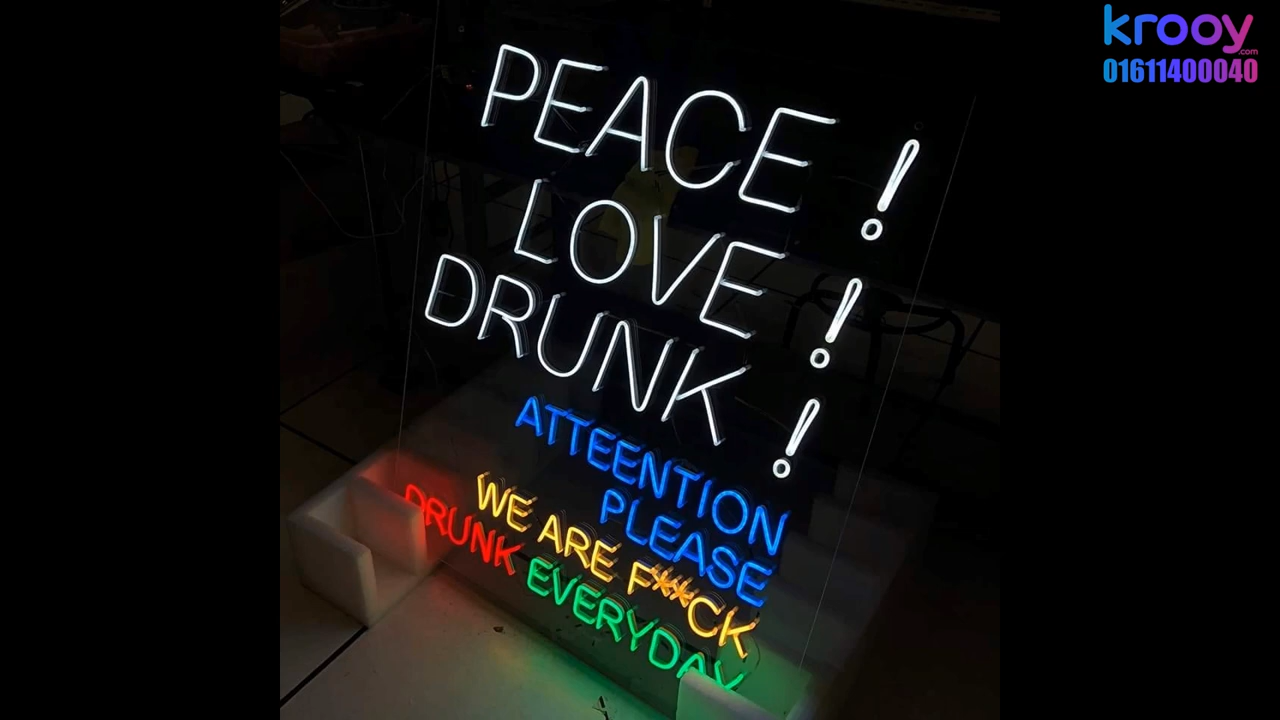 krooy.com
01611400040
PEACE !
LOVE !
DRUNK !
ATTEENTION
PLEASE
WE ARE F**CK
DRUNK EVERYDAY